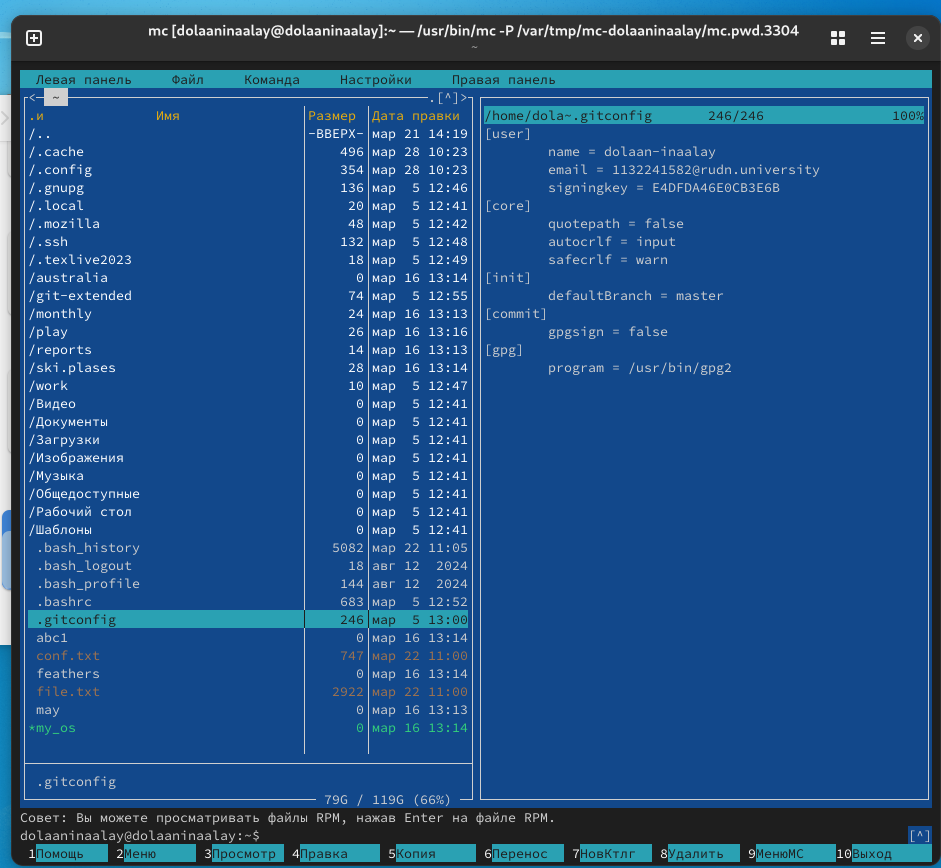 mc [dolaaninaalay@dolaaninaalay]:~ — /usr/bin/mc -P /var/tmp/mc-dolaaninaalay/mc.pwd.3304
~
Левая панель Файл Команда Настройки Правая панель
<─ ~ .[^]>
.и Имя Размер Дата правки
/.. -ВВЕРХ- мар 21 14:19
/.cache 496 мар 28 10:23
/.config 354 мар 28 10:23
/.gnupg 136 мар 5 12:46
/.local 20 мар 5 12:41
/.mozilla 48 мар 5 12:42
/.ssh 132 мар 5 12:48
/.texlive2023 18 мар 5 12:49
/australia 0 мар 16 13:14
/git-extended 74 мар 5 12:55
/monthly 24 мар 16 13:13
/play 26 мар 16 13:16
/reports 14 мар 16 13:13
/ski.plases 28 мар 16 13:14
/work 10 мар 5 12:47
/Видео 0 мар 5 12:41
/Документы 0 мар 5 12:41
/Загрузки 0 мар 5 12:41
/Изображения 0 мар 5 12:41
/Музыка 0 мар 5 12:41
/Общедоступные 0 мар 5 12:41
/Рабочий стол 0 мар 5 12:41
/Шаблоны 0 мар 5 12:41
.bash_history 5082 мар 22 11:05
.bash_logout 18 авг 12 2024
.bash_profile 144 авг 12 2024
.bashrc 683 мар 5 12:52
.gitconfig 246 мар 5 13:00
abc1 0 мар 16 13:14
conf.txt 747 мар 22 11:00
feathers 0 мар 16 13:14
file.txt 2922 мар 22 11:00
may 0 мар 16 13:13
*my_os 0 мар 16 13:14
.gitconfig
79G / 119G (66%)
/home/dola~.gitconfig 246/246 100%
[user]
name = dolaan-inaalay
email = 1132241582@rudn.university
signingkey = E4DFDA46E0CB3E6B
[core]
quotepath = false
autocrlf = input
safecrlf = warn
[init]
defaultBranch = master
[commit]
gpgsign = false
[gpg]
program = /usr/bin/gpg2
Совет: Вы можете просматривать файлы RPM, нажав Enter на файле RPM.
dolaaninaalay@dolaaninaalay:~$ [^]
1Помощь 2Меню 3Просмотр 4Правка 5Копия 6Перенос 7НовКтлг 8Удалить 9МенюMC 10Выход